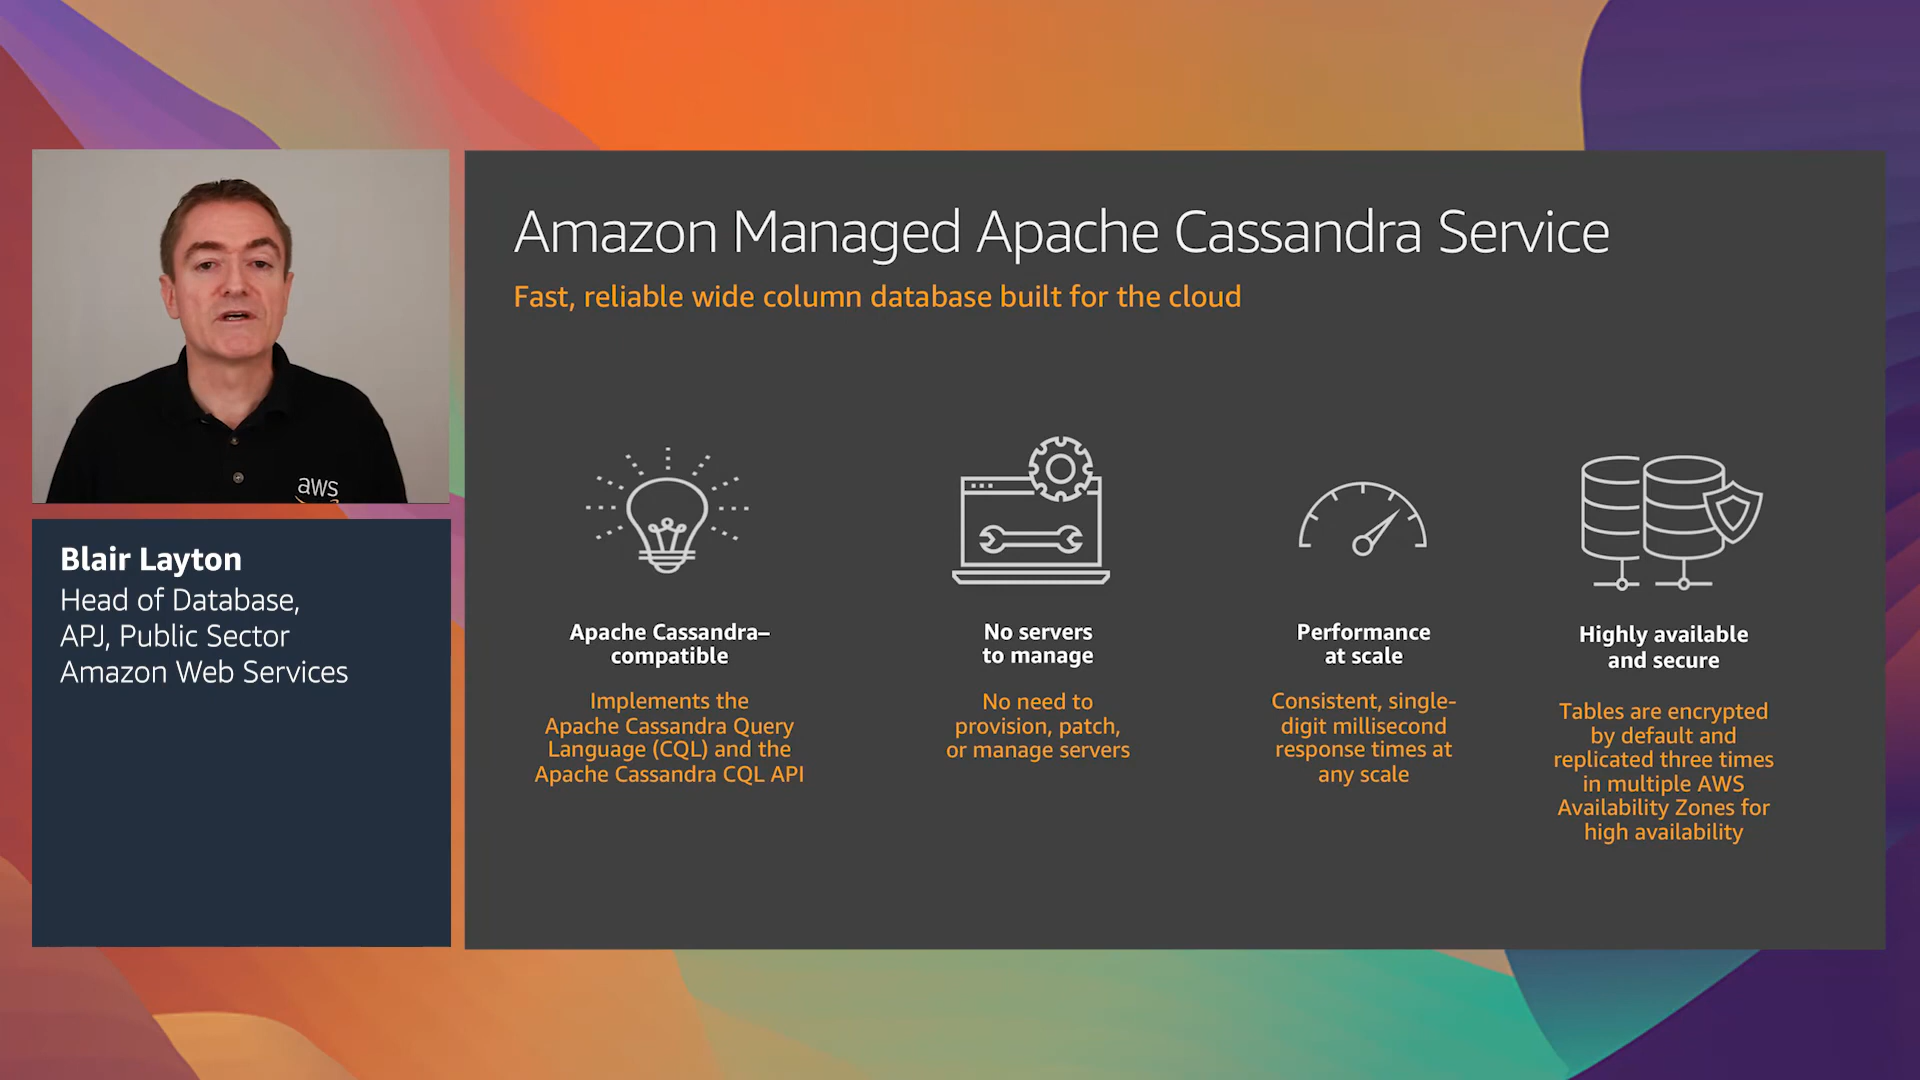 aws
Blair Layton
Head of Database,
APJ, Public Sector
Amazon Web Services
Amazon Managed Apache Cassandra Service
Fast, reliable wide column database built for the cloud
Apache Cassandra–
compatible
Implements the
Apache Cassandra Query
Language (CQL) and the
Apache Cassandra CQL API
No servers
to manage
No need to
provision, patch,
or manage servers
Performance
at scale
Consistent, single-
digit millisecond
response times at
any scale
Highly available
and secure
Tables are encrypted
by default and
replicated three times
in multiple AWS
Availability Zones for
high availability